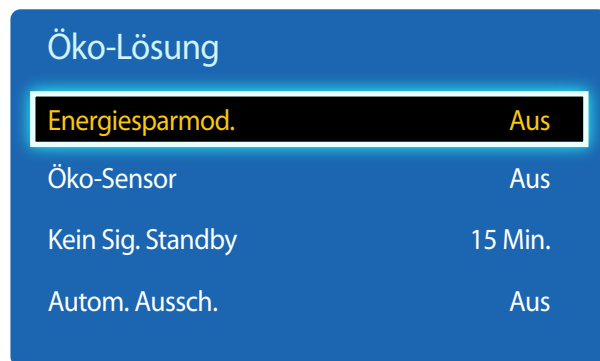 Öko-Lösung
Energiesparmod. Aus
Öko-Sensor Aus
Kein Sig. Standby 15 Min.
Autom. Aussch. Aus